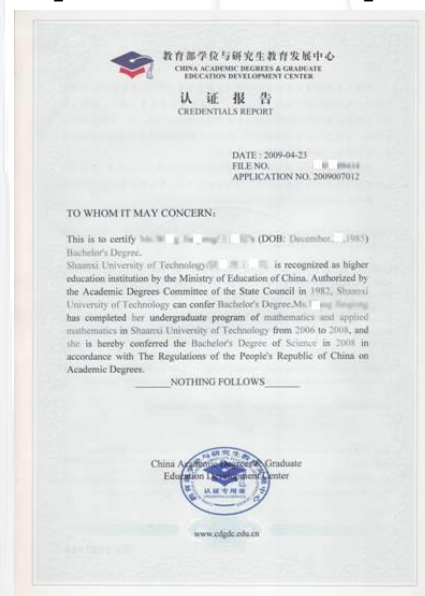 教育部学位与研究生教育发展中心
CHINA ACADEMIC DEGREES & GRADUATE
EDUCATION DEVELOPMENT CENTER
认 证 报 告
CREDENTIALS REPORT
DATE : 2009-04-23
FILE NO.
APPLICATION NO. 2009007012
TO WHOM IT MAY CONCERN:
This is to certify (DOB: December. ,1985)
Bachelor's Degree.
Shaanxi University of Technology/ is recognized as higher
education institution by the Ministry of Education of China. Authorized by
the Academic Degrees Committee of the State Council in 1982, Shaanxi
University of Technology can confer Bachelor's Degree.Ms.
has completed her undergraduate program of mathematics and applied
mathematics in Shaanxi University of Technology from 2006 to 2008, and
she is hereby conferred the Bachelor's Degree of Science in 2008 in
accordance with The Regulations of the People's Republic of China on
Academic Degrees.
NOTHING FOLLOWS
China Academic Degrees & Graduate
Education Development Center
认证专用章
www.cdgdc.edu.cn